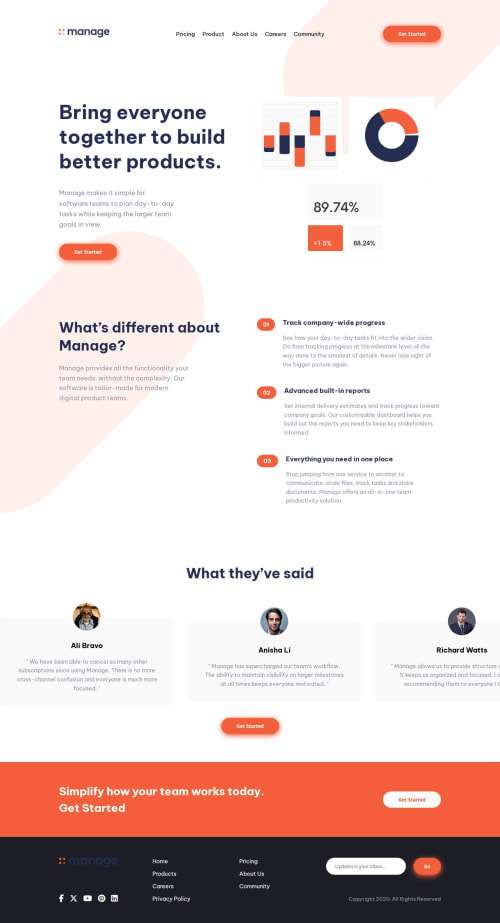 manage
Pricing Product About Us Careers Community
Get Started
Bring everyone
together to build
better products.
Manage makes it simple for
software teams to plan day-to-day
tasks while keeping the larger team
goals in view.
Get Started
89.74%
+1.5%
88.24%
What's different about
Manage?
Manage provides all the functionality your
team needs, without the complexity. Our
software is tailor-made for modern
digital product teams.
01 Track company-wide progress
See how your day-to-day tasks fit into the wider vision.
Go from tracking progress at the milestone level all the
way done to the smallest of details. Never lose sight of
the bigger picture again.
02 Advanced built-in reports
Set internal delivery estimates and track progress toward
company goals. Our customisable dashboard helps you
build out the reports you need to keep key stakeholders
informed.
03 Everything you need in one place
Stop jumping from one service to another to
communicate, store files, track tasks and share
documents. Manage offers an all-in-one team
productivity solution.
What they've said
Ali Bravo
" We have been able to cancel so many other
subscriptions since using Manage. There is no more
cross-channel confusion and everyone is much more
focused. "
Anisha Li
" Manage has supercharged our team's workflow.
The ability to maintain visibility on larger milestones
at all times keeps everyone motivated. "
Richard Watts
" Manage allows us to provide structure
It keeps us organized and focused. I
recommending them to everyone I
Get Started
Simplify how your team works today.
Get Started
Get Started
manage
Home
Products
Careers
Privacy Policy
Pricing
About Us
Community
Updates in your inbox...
Go
Copyright 2020. All Rights Reserved